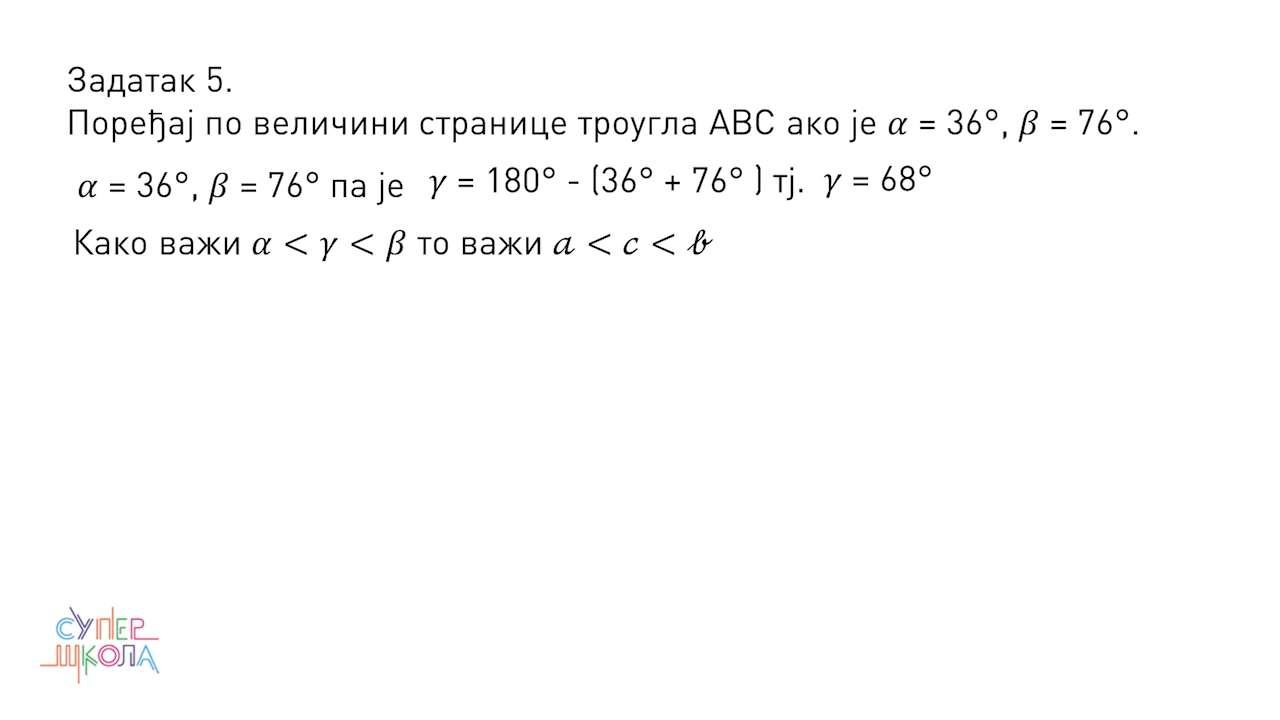 Задатак 5.
Поређај по величини странице троугла АВС ако је α = 36°, β = 76°.
α = 36°, β = 76° па је γ = 180° - (36° + 76° ) тј. γ = 68°
Како важи α < γ < β то важи a < c < b
СУПЕР
ШКОЛА